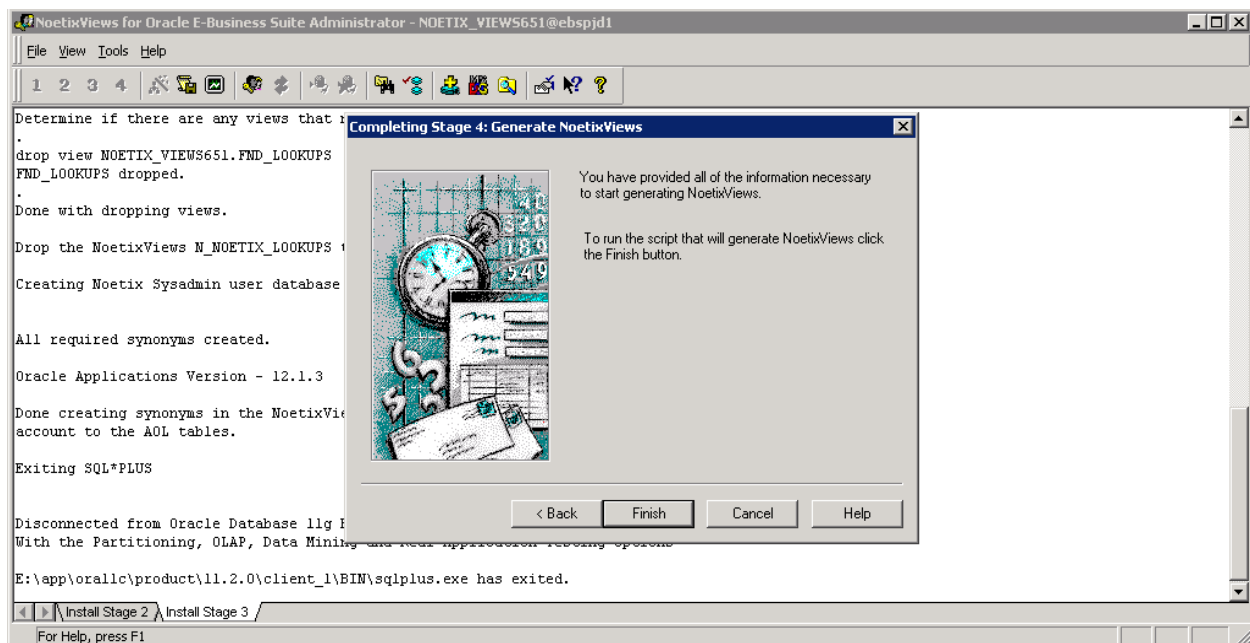 NoetixViews for Oracle E-Business Suite Administrator - NOETIX_VIEWS651@ebspjd1
File View Tools Help
1 2 3 4
Determine if there are any views that
.
drop view NOETIX_VIEWS651.FND_LOOKUPS
FND_LOOKUPS dropped.
.
Done with dropping views.
Drop the NoetixViews N_NOETIX_LOOKUPS
Creating Noetix Sysadmin user database
All required synonyms created.
Oracle Applications Version - 12.1.3
Done creating synonyms in the NoetixVie
account to the AOL tables.
Exiting SQL*PLUS
Disconnected from Oracle Database 11g
With the Partitioning, OLAP, Data Mining
E:\app\orallc\product\11.2.0\client_1\BIN\sqlplus.exe has exited.
Completing Stage 4: Generate NoetixViews
You have provided all of the information necessary
to start generating NoetixViews.
To run the script that will generate NoetixViews click
the Finish button.
40
320
189
549
63
5
< Back Finish Cancel Help
Install Stage 2 Install Stage 3
For Help, press F1